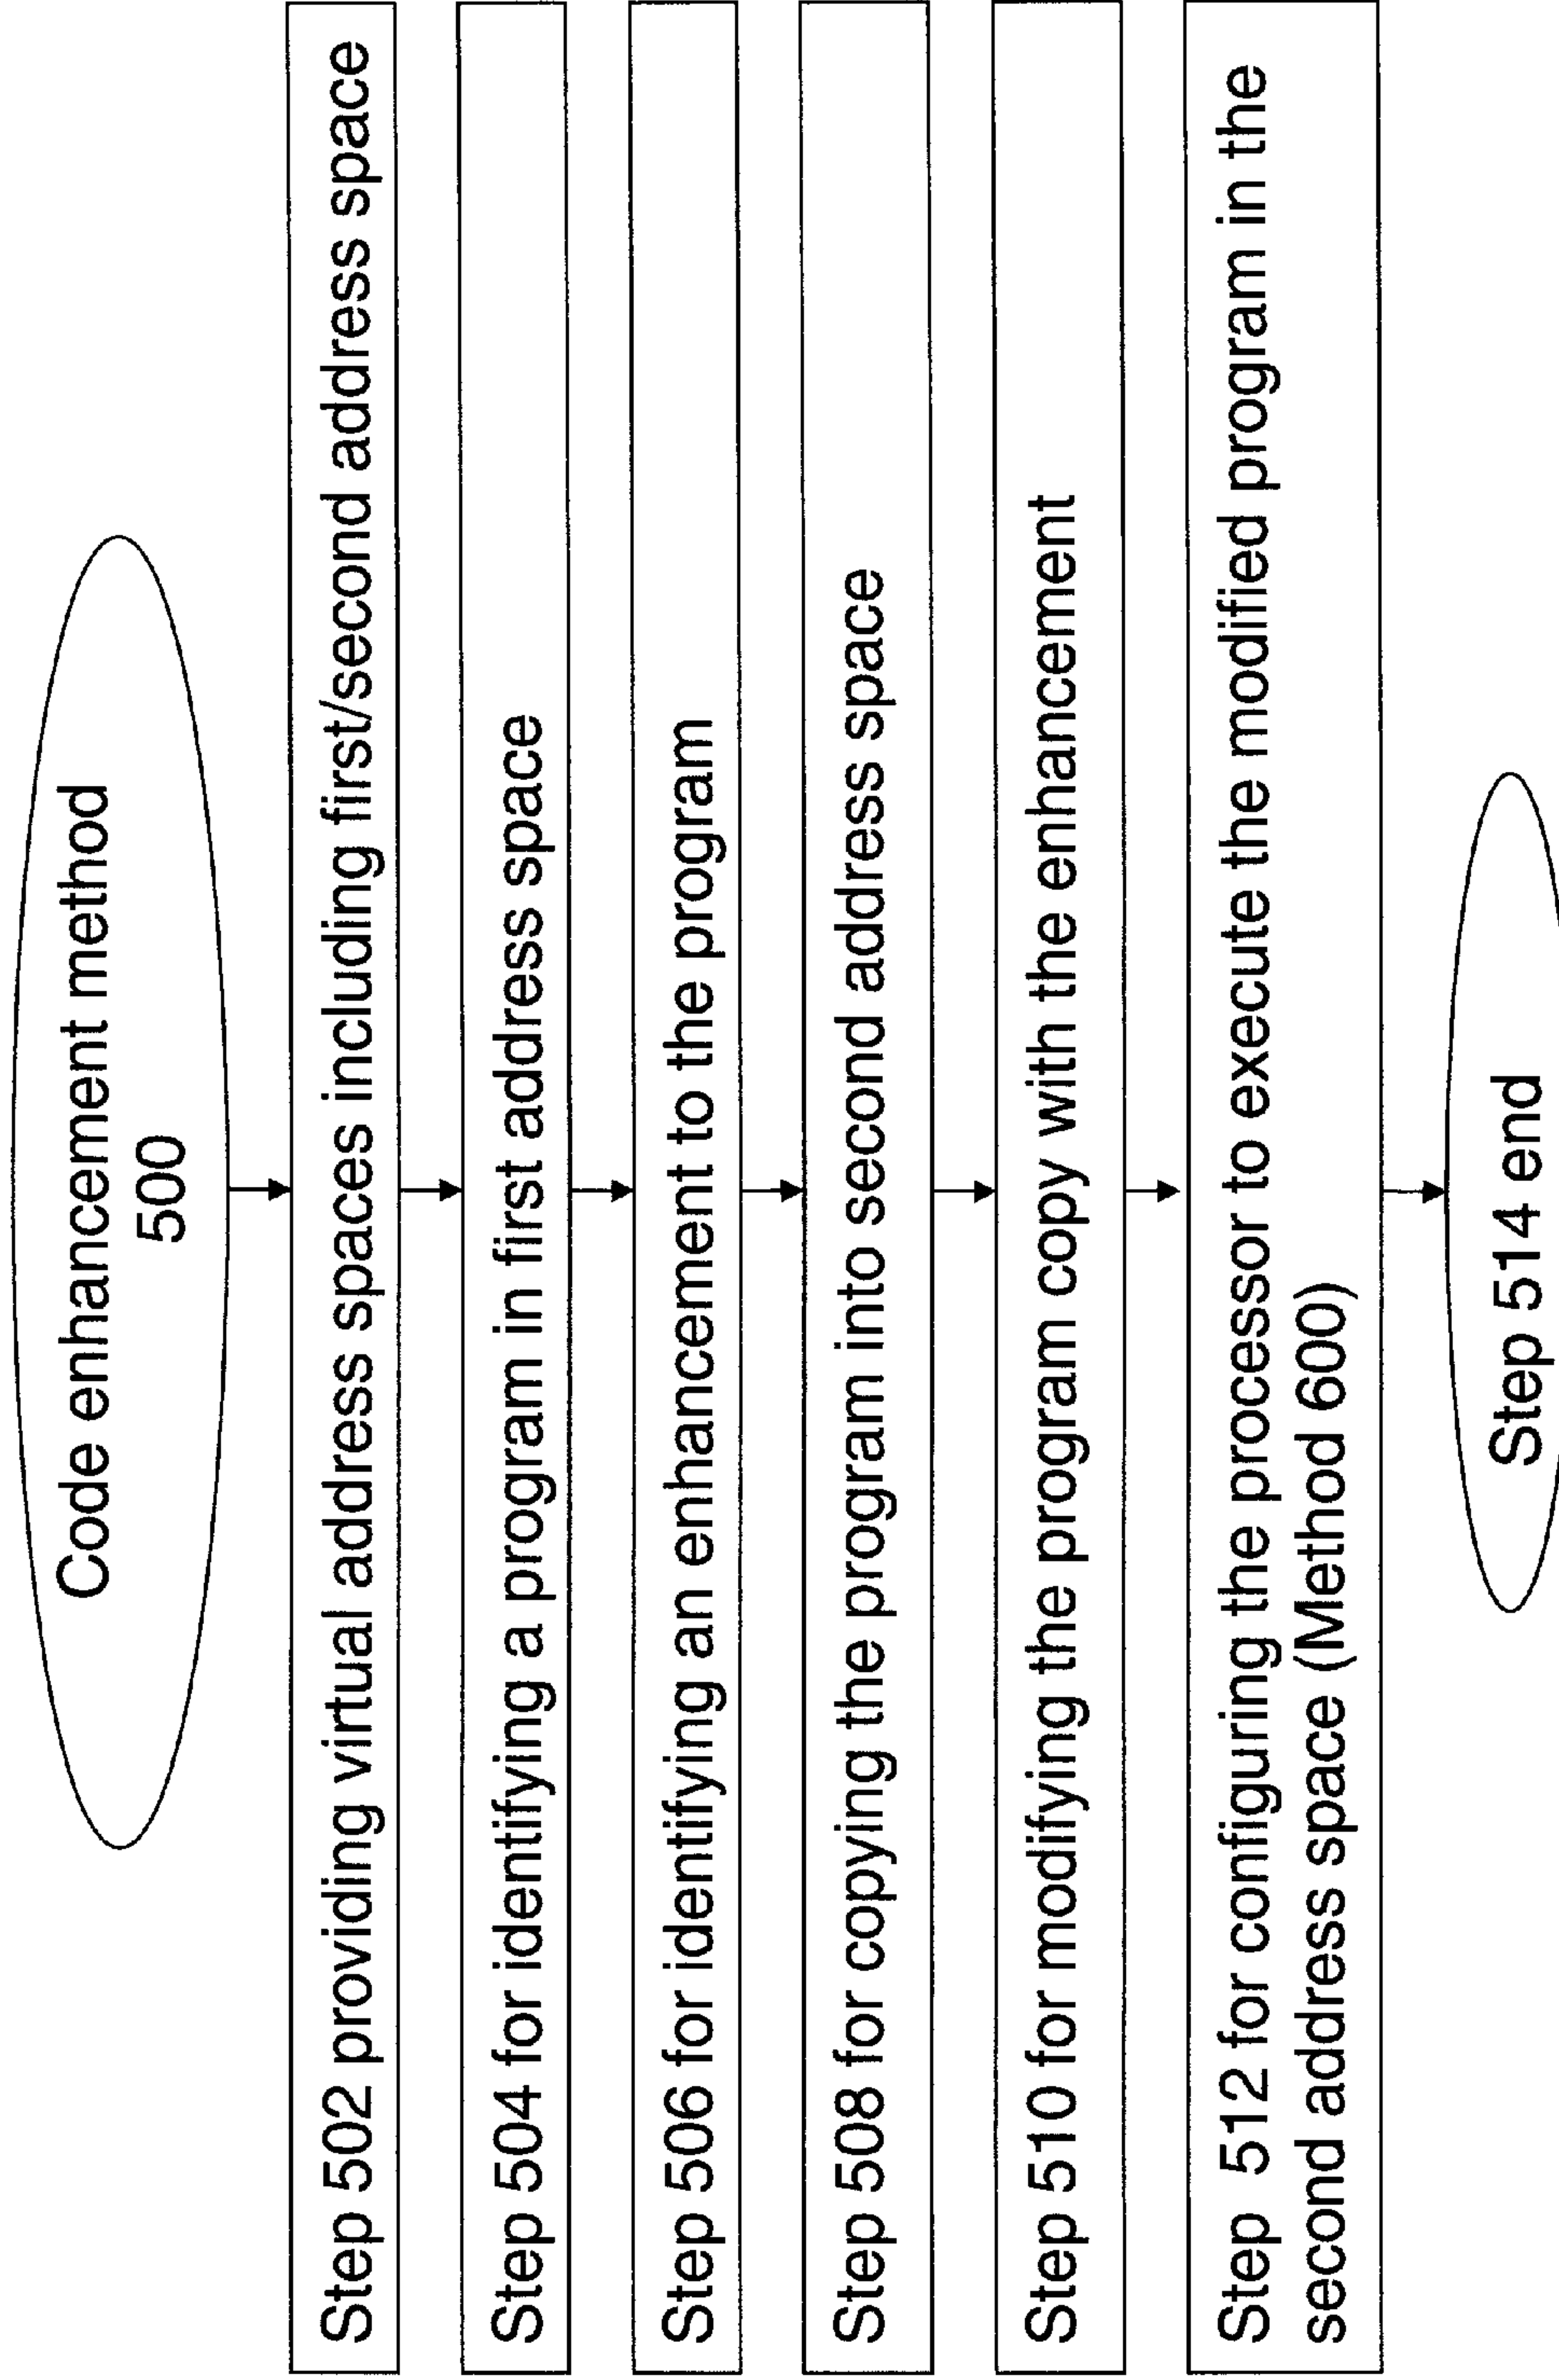 Code enhancement method
500
Step 502 providing virtual address spaces including first/second address space
Step 504 for identifying a program in first address space
Step 506 for identifying an enhancement to the program
Step 508 for copying the program into second address space
Step 510 for modifying the program copy with the enhancement
Step 512 for configuring the processor to execute the modified program in the
second address space (Method 600)
Step 514 end